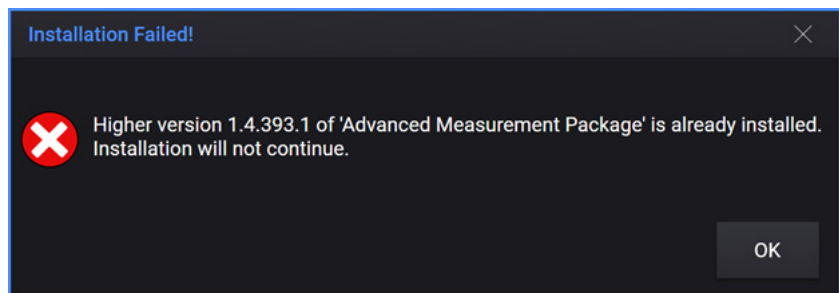 Installation Failed!
Higher version 1.4.393.1 of 'Advanced Measurement Package' is already installed.
Installation will not continue.
OK